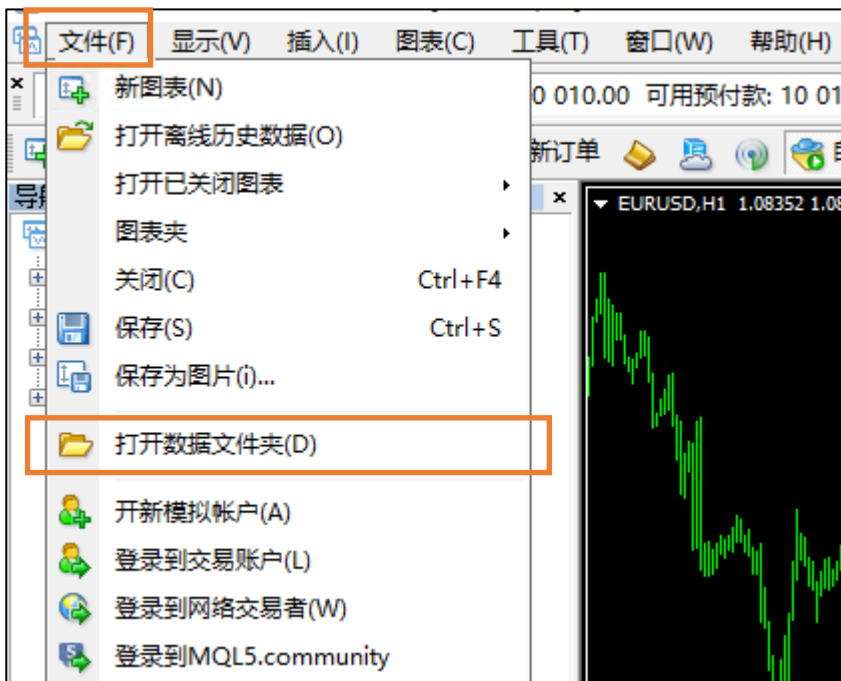 文件(F) 显示(V) 插入(I) 图表(C) 工具(T) 窗口(W) 帮助(H)
新图表(N)
0 010.00 可用预付款: 10 01
打开离线历史数据(O)
新订单
打开已关闭图表
EURUSD,H1 1.08352 1.08
图表夹
关闭(C) Ctrl+F4
保存(S) Ctrl+S
保存为图片(i)...
打开数据文件夹(D)
开新模拟帐户(A)
登录到交易账户(L)
登录到网络交易者(W)
登录到MQL5.community